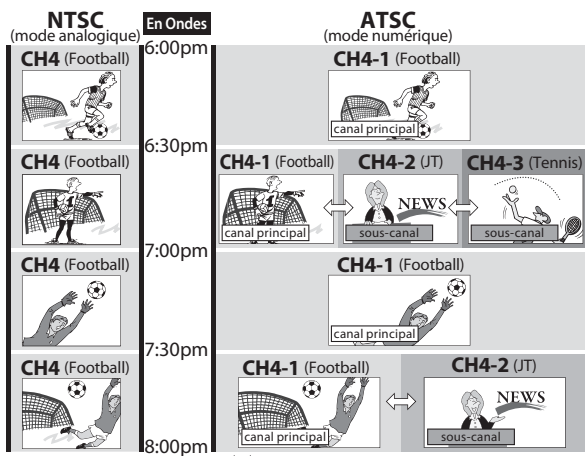 NTSC
(mode analogique)
En Ondes
ATSC
(mode numérique)
6:00pm
CH4 (Football)
CH4-1 (Football)
canal principal
6:30pm
CH4 (Football)
CH4-1 (Football)
CH4-2 (JT)
CH4-3 (Tennis)
1
NEWS
canal principal
sous-canal
sous-canal
7:00pm
CH4 (Football)
CH4-1 (Football)
canal principal
7:30pm
CH4 (Football)
CH4-1 (Football)
CH4-2 (JT)
NEWS
canal principal
sous-canal
8:00pm